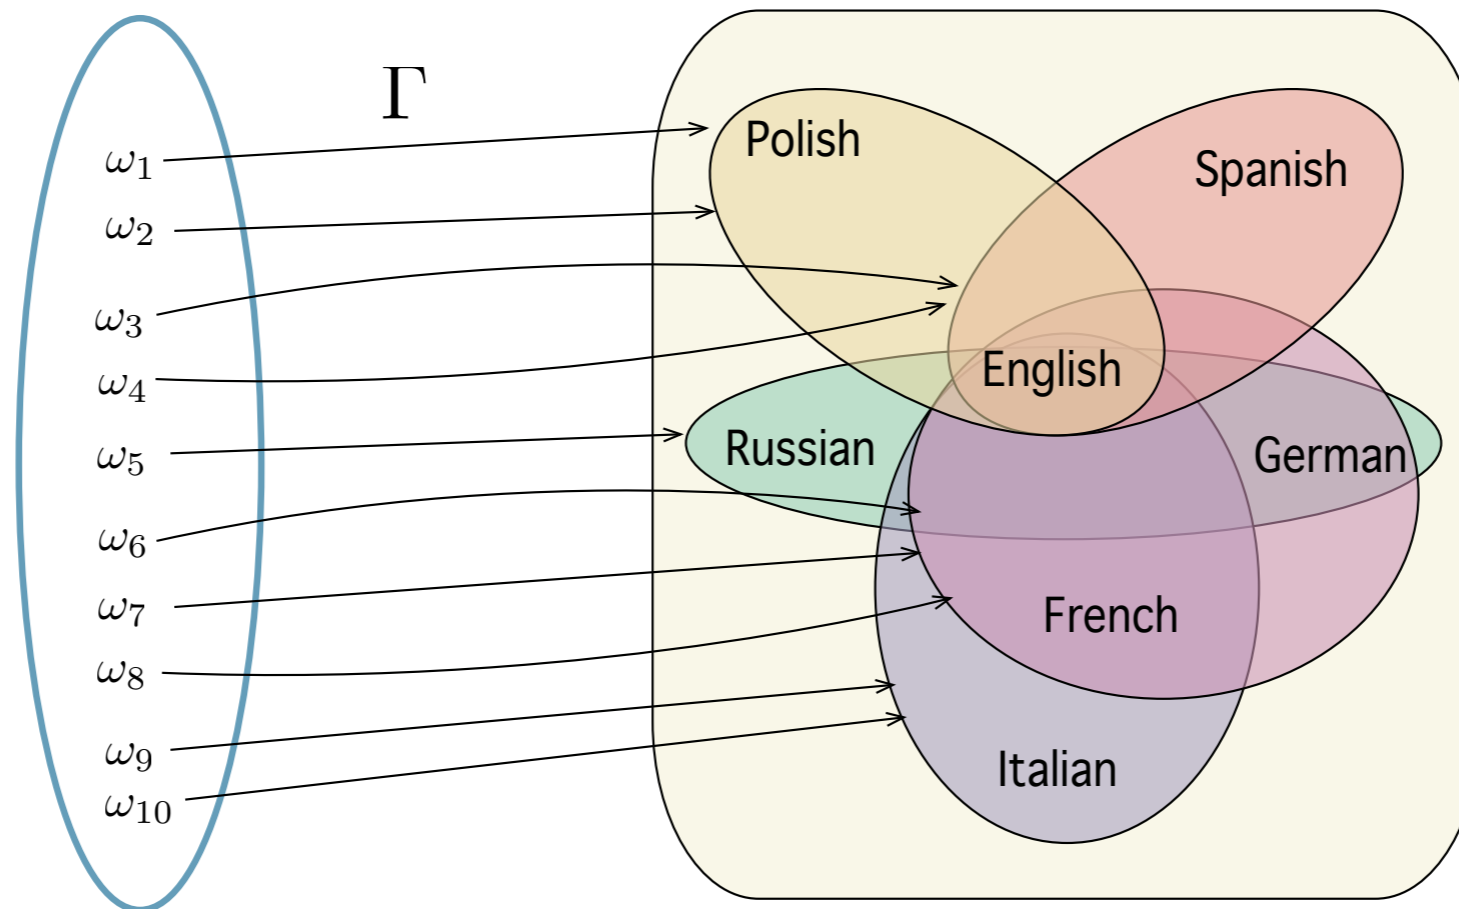 Γ
ω1
ω2
ω3
ω4
ω5
ω6
ω7
ω8
ω9
ω10
Polish
Spanish
English
Russian
German
French
Italian